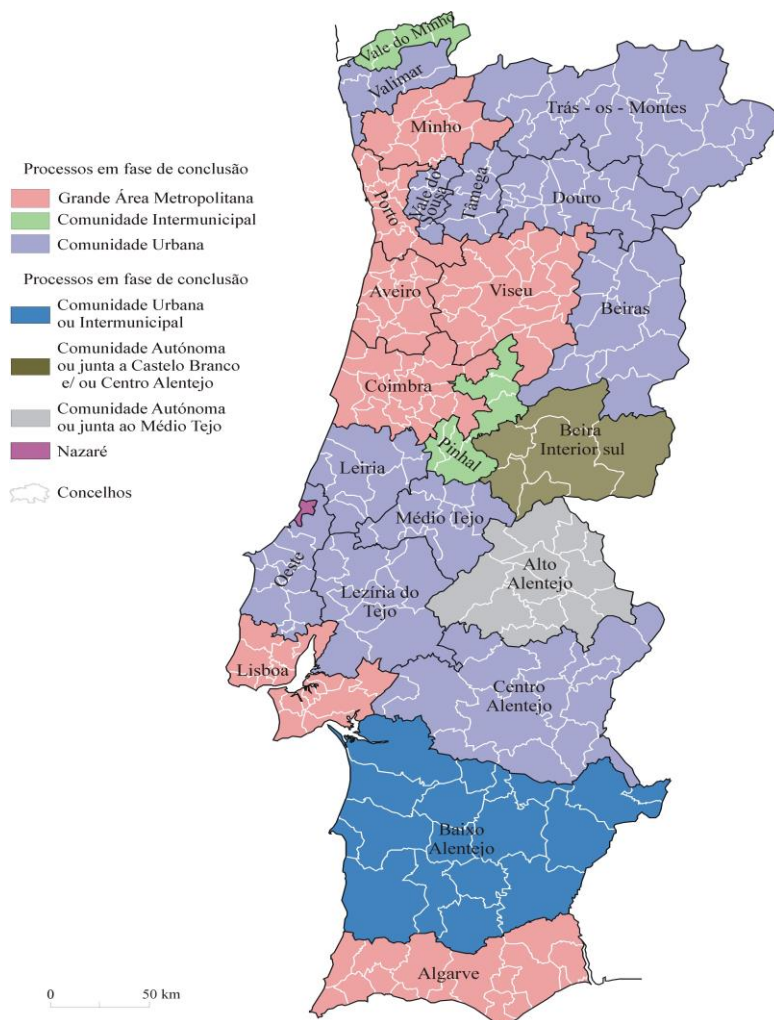 Processos em fase de conclusão
Grande Área Metropolitana
Comunidade Intermunicipal
Comunidade Urbana
Processos em fase de conclusão
Comunidade Urbana
ou Intermunicipal
Comunidade Autónoma
ou junta a Castelo Branco
e/ ou Centro Alentejo
Comunidade Autónoma
ou junta ao Médio Tejo
Nazaré
Concelhos
0 50 km
Vale do Minho
Valimar
Minho
Trás - os - Montes
Porto
Vale do
Sousa
Tâmega
Douro
Aveiro
Viseu
Beiras
Coimbra
Pinhal
Beira
Interior sul
Leiria
Médio Tejo
Oeste
Lezíria do
Tejo
Alto
Alentejo
Lisboa
Centro
Alentejo
Baixo
Alentejo
Algarve